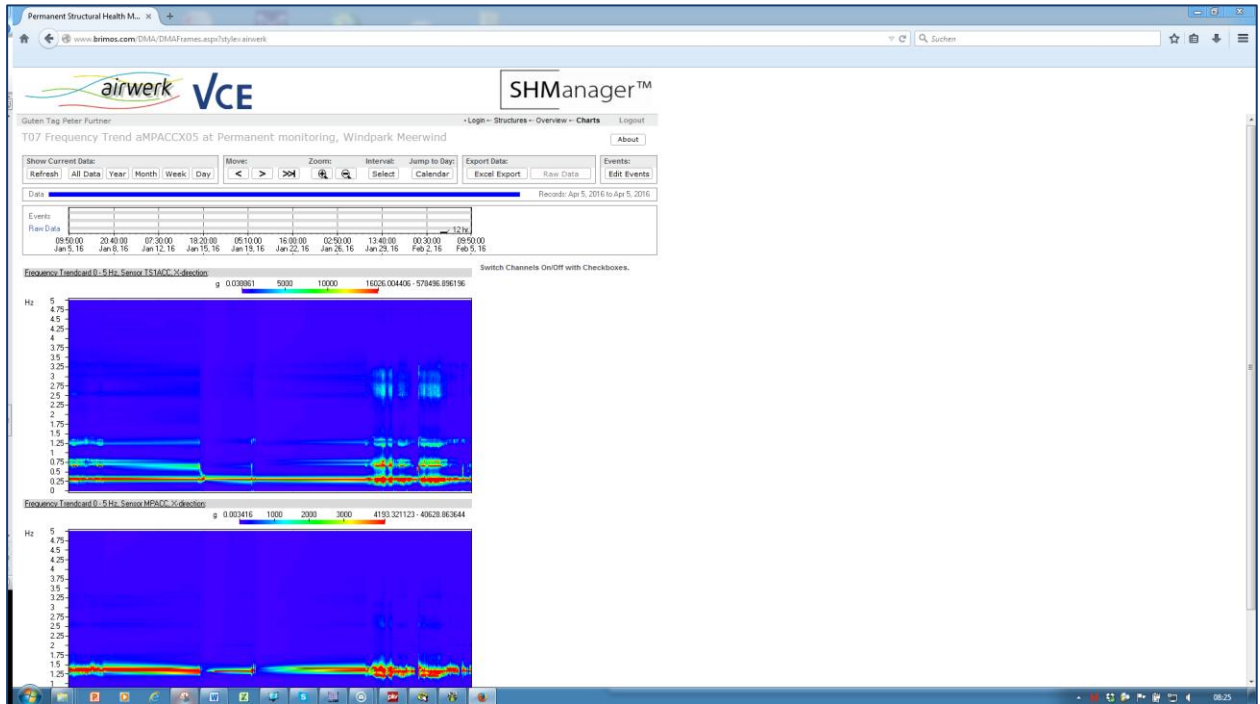 Permanent Structural Health M... × +
www.brimos.com/DMA/DMAFrames.aspx?style=airwerk
Suchen
airwerk VCE SHManager™
Guten Tag Peter Furtner
Login -- Structures -- Overview -- Charts Logout
T07 Frequency Trend aMPACCX05 at Permanent monitoring, Windpark Meerwind
About
Show Current Data: Move: Zoom: Interval: Jump to Day: Export Data: Events:
Refresh All Data Year Month Week Day < > >> Select Calendar Excel Export Raw Data Edit Events
Data Records: Apr 5, 2016 to Apr 5, 2016
Events
Raw Data 12 hr
09:50:00 20:40:00 07:30:00 18:20:00 05:10:00 16:00:00 02:50:00 13:40:00 00:30:00 09:50:00
Jan 5, 16 Jan 8, 16 Jan 12, 16 Jan 15, 16 Jan 19, 16 Jan 22, 16 Jan 26, 16 Jan 29, 16 Feb 2, 16 Feb 5, 16
Switch Channels On/Off with Checkboxes.
Frequency Trendcard 0 - 5 Hz, Sensor TS1ACC, X-direction:
g 0.038861 5000 10000 16026.004406 - 578496.896196
Hz 5
4.75
4.5
4.25
4
3.75
3.5
3.25
3
2.75
2.5
2.25
2
1.75
1.5
1.25
1
0.75
0.5
0.25
0
Frequency Trendcard 0 - 5 Hz, Sensor MPACC, X-direction:
g 0.003416 1000 2000 3000 4193.321123 - 40628.863644
Hz 5
4.75
4.5
4.25
4
3.75
3.5
3.25
3
2.75
2.5
2.25
2
1.75
1.5
1.25
1
08:25